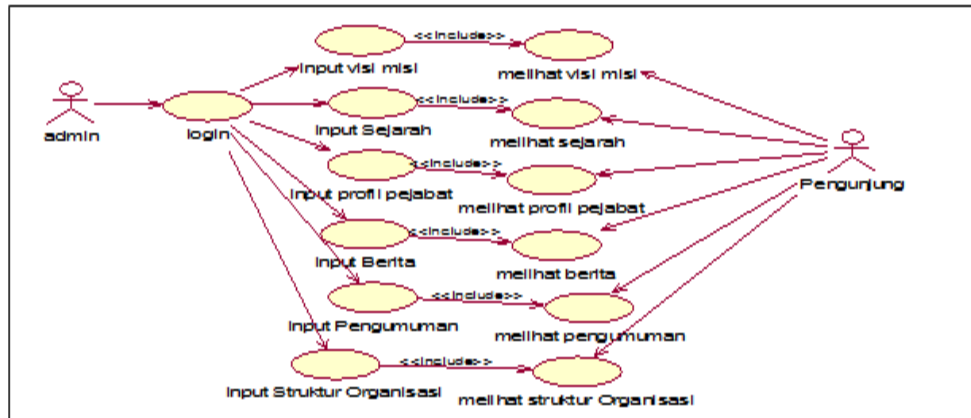 <<include>>
input visi misi
melihat visi misi
admin
login
<<include>>
input Sejarah
melihat sejarah
<<include>>
input profil pejabat
melihat profil pejabat
Pengunjung
<<include>>
input Berita
melihat berita
<<include>>
input Pengumuman
melihat pengumuman
<<include>>
input Struktur Organisasi
melihat struktur Organisasi